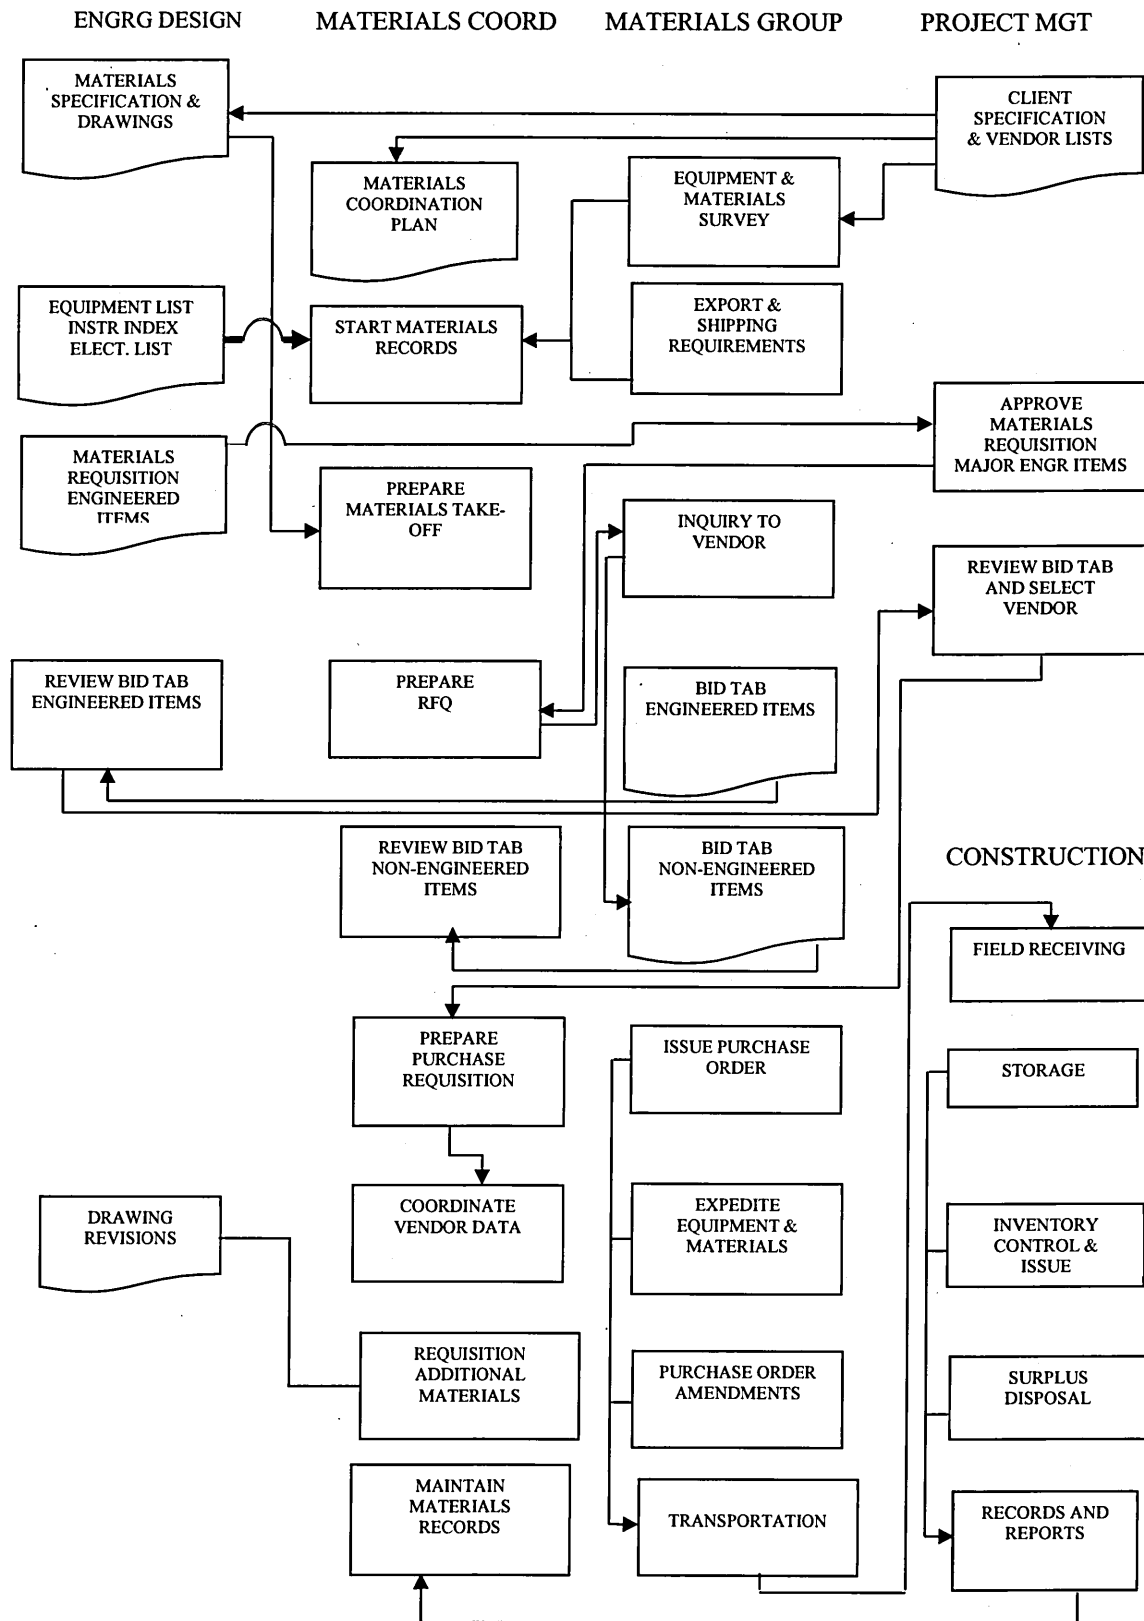 ENGRG DESIGN
MATERIALS COORD
MATERIALS GROUP
PROJECT MGT
MATERIALS
SPECIFICATION &
DRAWINGS
CLIENT
SPECIFICATION
& VENDOR LISTS
MATERIALS
COORDINATION
PLAN
EQUIPMENT &
MATERIALS
SURVEY
EQUIPMENT LIST
INSTR INDEX
ELECT. LIST
START MATERIALS
RECORDS
EXPORT &
SHIPPING
REQUIREMENTS
APPROVE
MATERIALS
REQUISITION
MAJOR ENGR ITEMS
MATERIALS
REQUISITION
ENGINEERED
ITEMS
PREPARE
MATERIALS TAKE-
OFF
INQUIRY TO
VENDOR
REVIEW BID TAB
AND SELECT
VENDOR
REVIEW BID TAB
ENGINEERED ITEMS
PREPARE
RFQ
BID TAB
ENGINEERED ITEMS
REVIEW BID TAB
NON-ENGINEERED
ITEMS
BID TAB
NON-ENGINEERED
ITEMS
CONSTRUCTION
FIELD RECEIVING
PREPARE
PURCHASE
REQUISITION
ISSUE PURCHASE
ORDER
STORAGE
DRAWING
REVISIONS
COORDINATE
VENDOR DATA
EXPEDITE
EQUIPMENT &
MATERIALS
INVENTORY
CONTROL &
ISSUE
REQUISITION
ADDITIONAL
MATERIALS
PURCHASE ORDER
AMENDMENTS
SURPLUS
DISPOSAL
MAINTAIN
MATERIALS
RECORDS
TRANSPORTATION
RECORDS AND
REPORTS